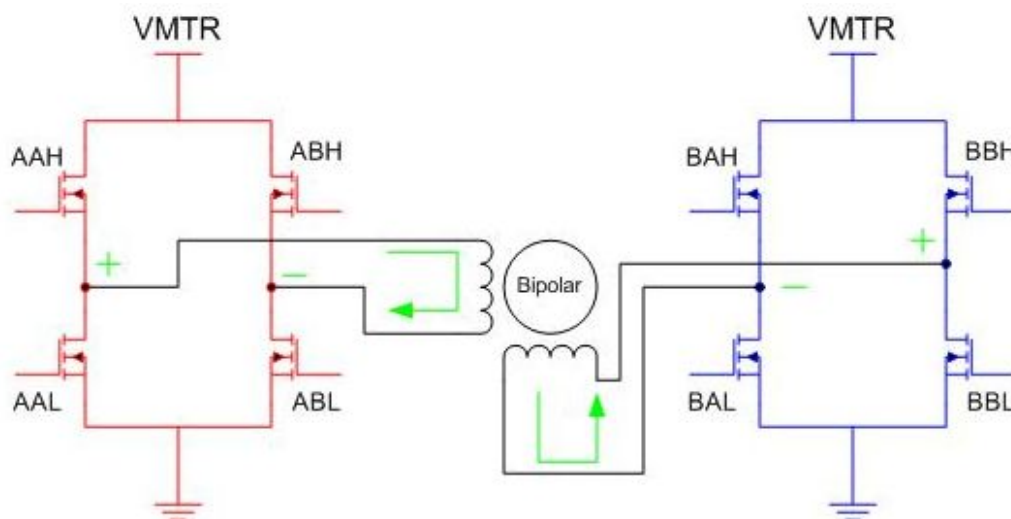 VMTR
VMTR
AAH
ABH
BAH
BBH
+
+
−
Bipolar
−
AAL
ABL
BAL
BBL